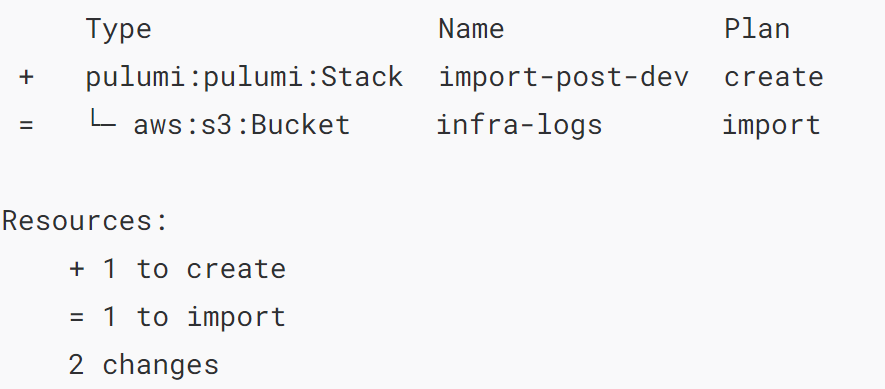 Type Name Plan
+ pulumi:pulumi:Stack import-post-dev create
= └─ aws:s3:Bucket infra-logs import
Resources:
+ 1 to create
= 1 to import
2 changes